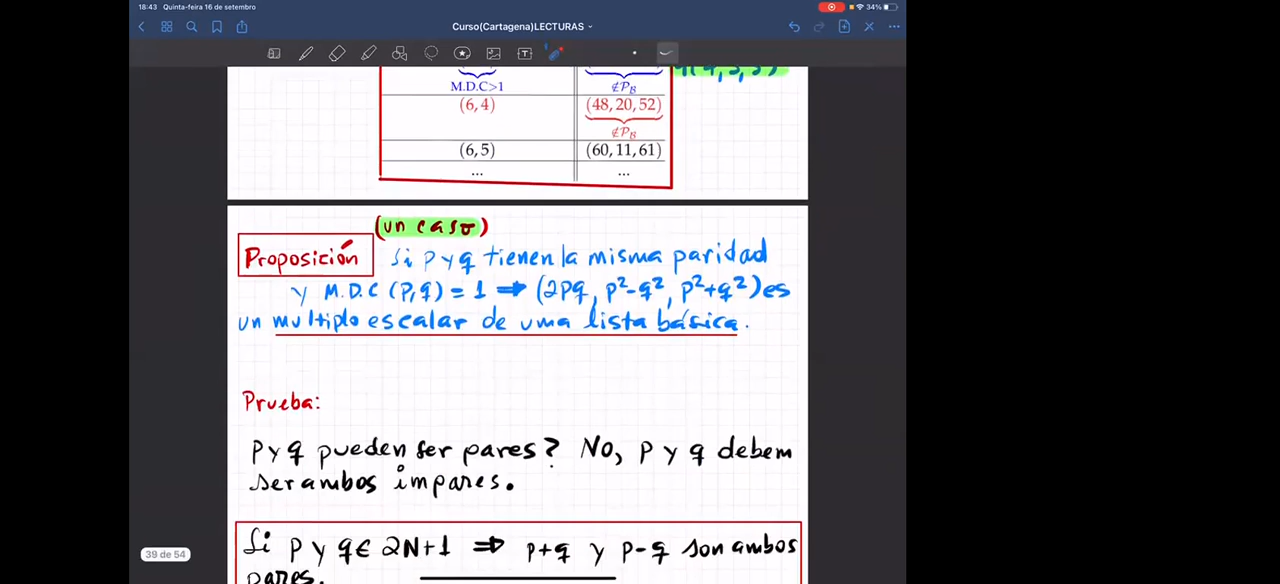 18:43 Quinta-feira 16 de setembro
34%
Curso(Cartagena)LECTURAS
M.D.C>1
∉P_B
(6,4)
(48,20,52)
∉P_B
(6,5)
(60,11,61)
...
...
(un caso)
Proposición
Si p y q tienen la misma paridad
y M.D.C (p,q) = 1 ⇒ (2pq, p²-q², p²+q²) es
un multiplo escalar de uma lista básica.
Prueba:
p y q pueden ser pares? No, p y q debem
ser ambos impares.
Si p y q ∈ 2N+1 ⇒ p+q y p-q son ambos
pares.
39 de 54